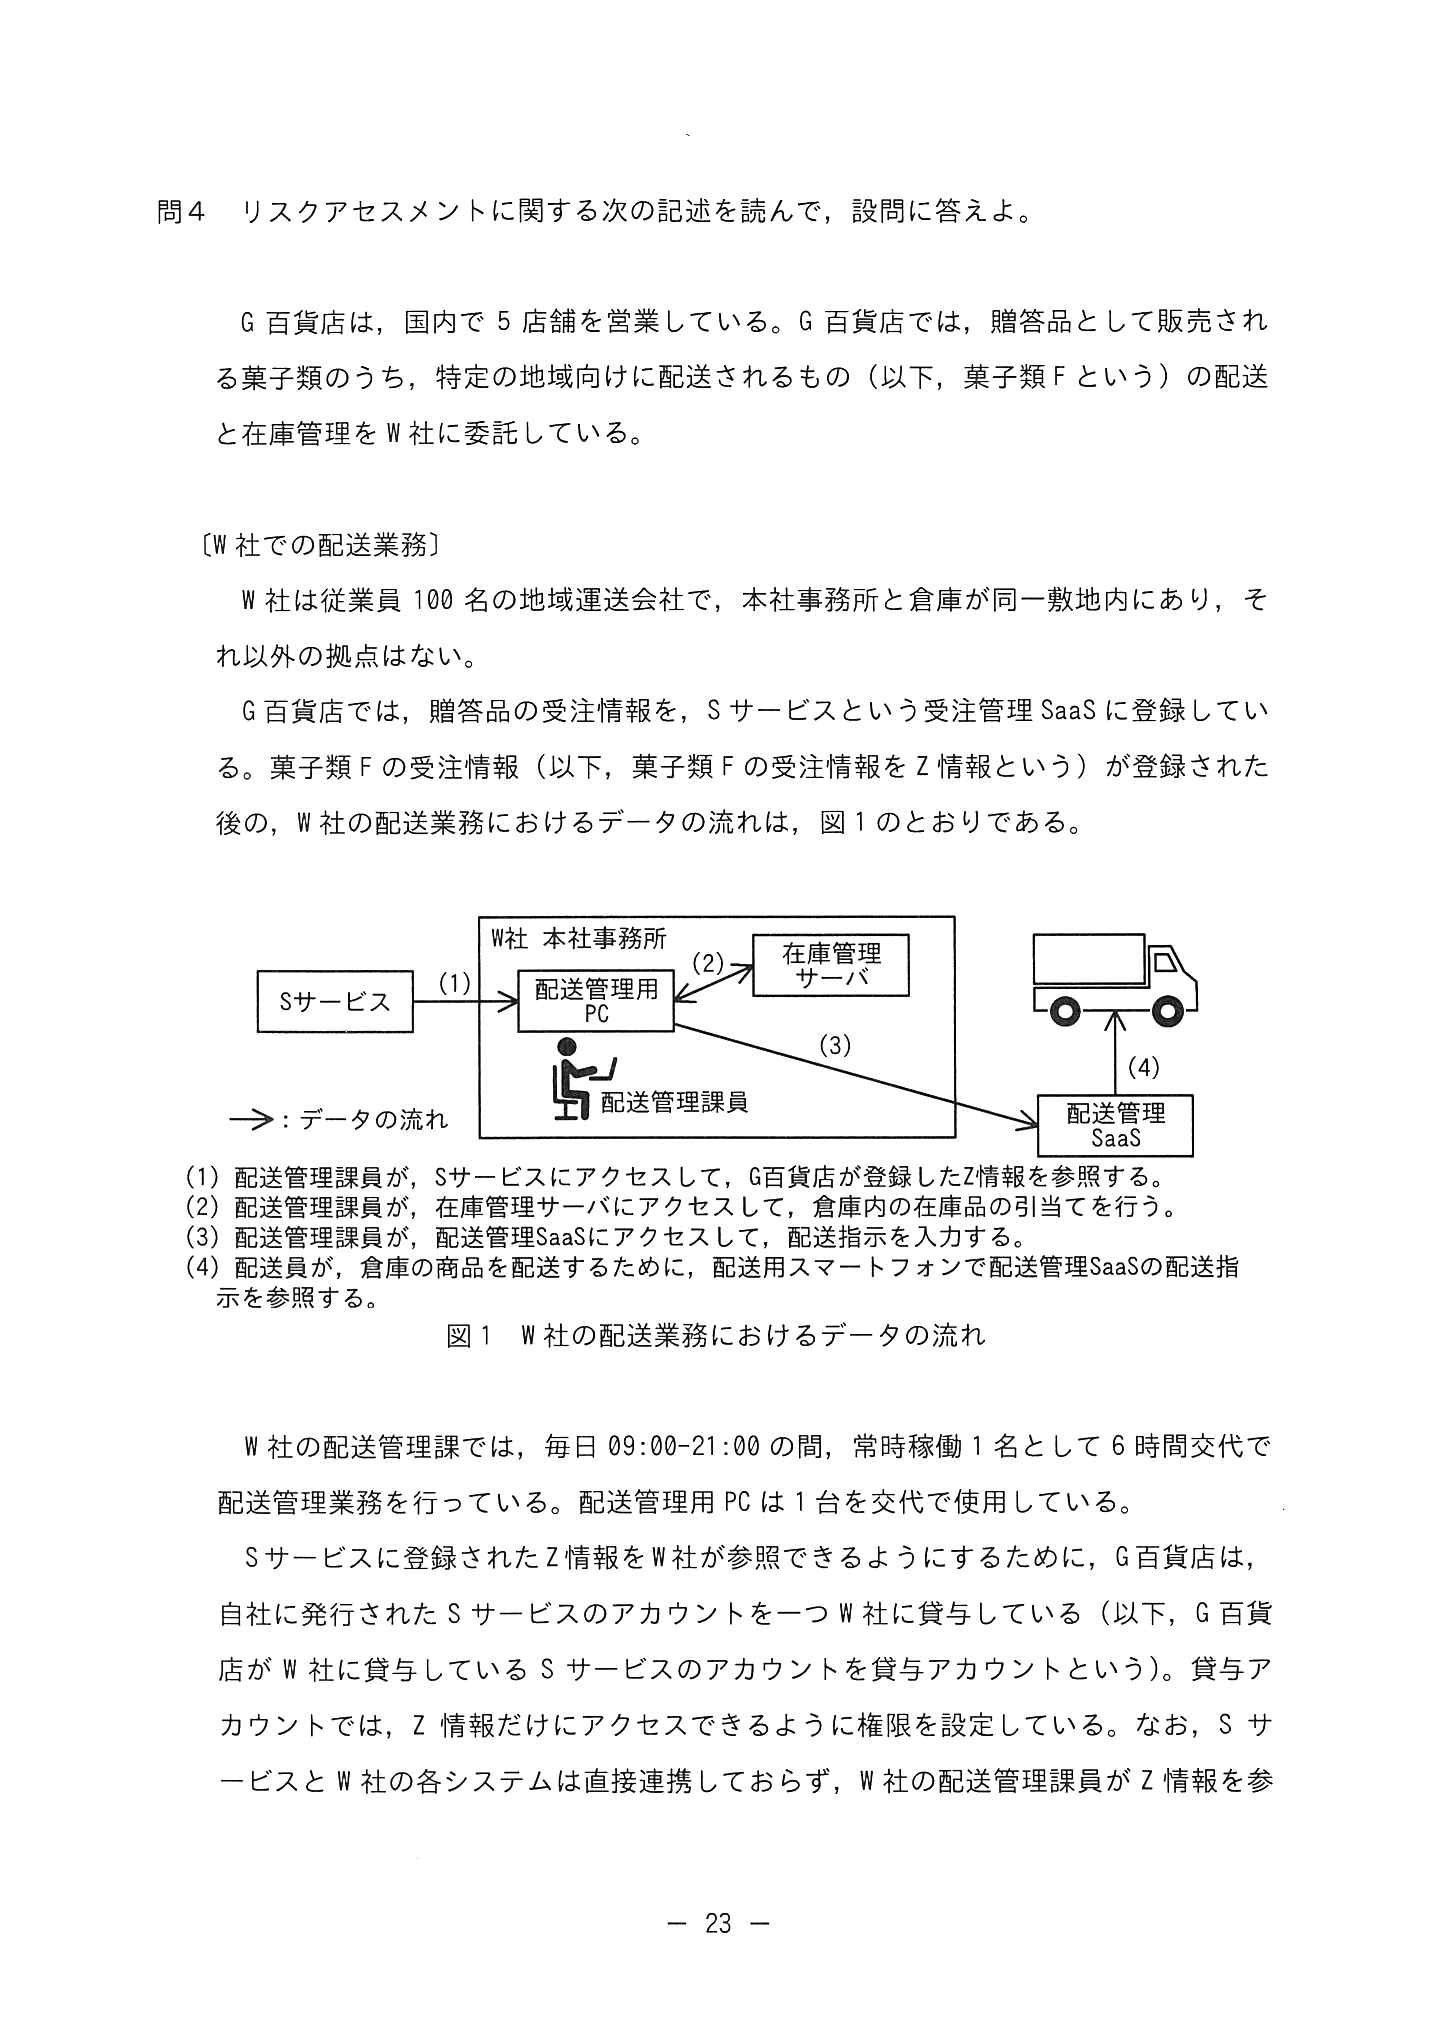 問４　リスクアセスメントに関する次の記述を読んで，設問に答えよ。
G 百貨店は，国内で 5 店舗を営業している。G 百貨店では，贈答品として販売され
る菓子類のうち，特定の地域向けに配送されるもの（以下，菓子類 F という）の配送
と在庫管理を W 社に委託している。
〔W 社での配送業務〕
W 社は従業員 100 名の地域運送会社で，本社事務所と倉庫が同一敷地内にあり，そ
れ以外の拠点はない。
G 百貨店では，贈答品の受注情報を，S サービスという受注管理 SaaS に登録してい
る。菓子類 F の受注情報（以下，菓子類 F の受注情報を Z 情報という）が登録された
後の，W 社の配送業務におけるデータの流れは，図 1 のとおりである。
W社 本社事務所
(2)
在庫管理
サーバ
Sサービス
(1)
配送管理用
PC
(3)
(4)
配送管理課員
→：データの流れ
配送管理
SaaS
(1) 配送管理課員が，Sサービスにアクセスして，G百貨店が登録したZ情報を参照する。
(2) 配送管理課員が，在庫管理サーバにアクセスして，倉庫内の在庫品の引当てを行う。
(3) 配送管理課員が，配送管理SaaSにアクセスして，配送指示を入力する。
(4) 配送員が，倉庫の商品を配送するために，配送用スマートフォンで配送管理SaaSの配送指
示を参照する。
図 1　W 社の配送業務におけるデータの流れ
W 社の配送管理課では，毎日 09:00-21:00 の間，常時稼働 1 名として 6 時間交代で
配送管理業務を行っている。配送管理用 PC は 1 台を交代で使用している。
S サービスに登録された Z 情報を W 社が参照できるようにするために，G 百貨店は，
自社に発行された S サービスのアカウントを一つ W 社に貸与している（以下，G 百貨
店が W 社に貸与している S サービスのアカウントを貸与アカウントという）。貸与ア
カウントでは，Z 情報だけにアクセスできるように権限を設定している。なお，S サ
ービスと W 社の各システムは直接連携しておらず，W 社の配送管理課員が Z 情報を参
－ 23 －